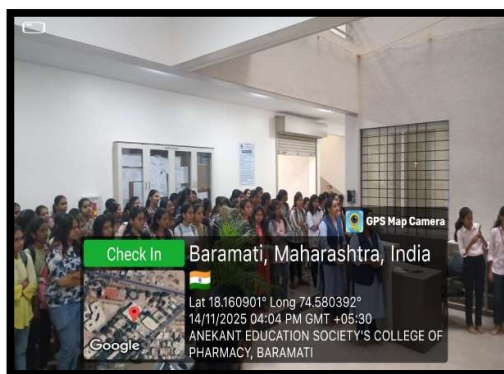 GPS Map Camera
Check In
Baramati, Maharashtra, India
Lat 18.160901° Long 74.580392°
14/11/2025 04:04 PM GMT +05:30
ANEKANT EDUCATION SOCIETY'S COLLEGE OF
PHARMACY, BARAMATI
Google